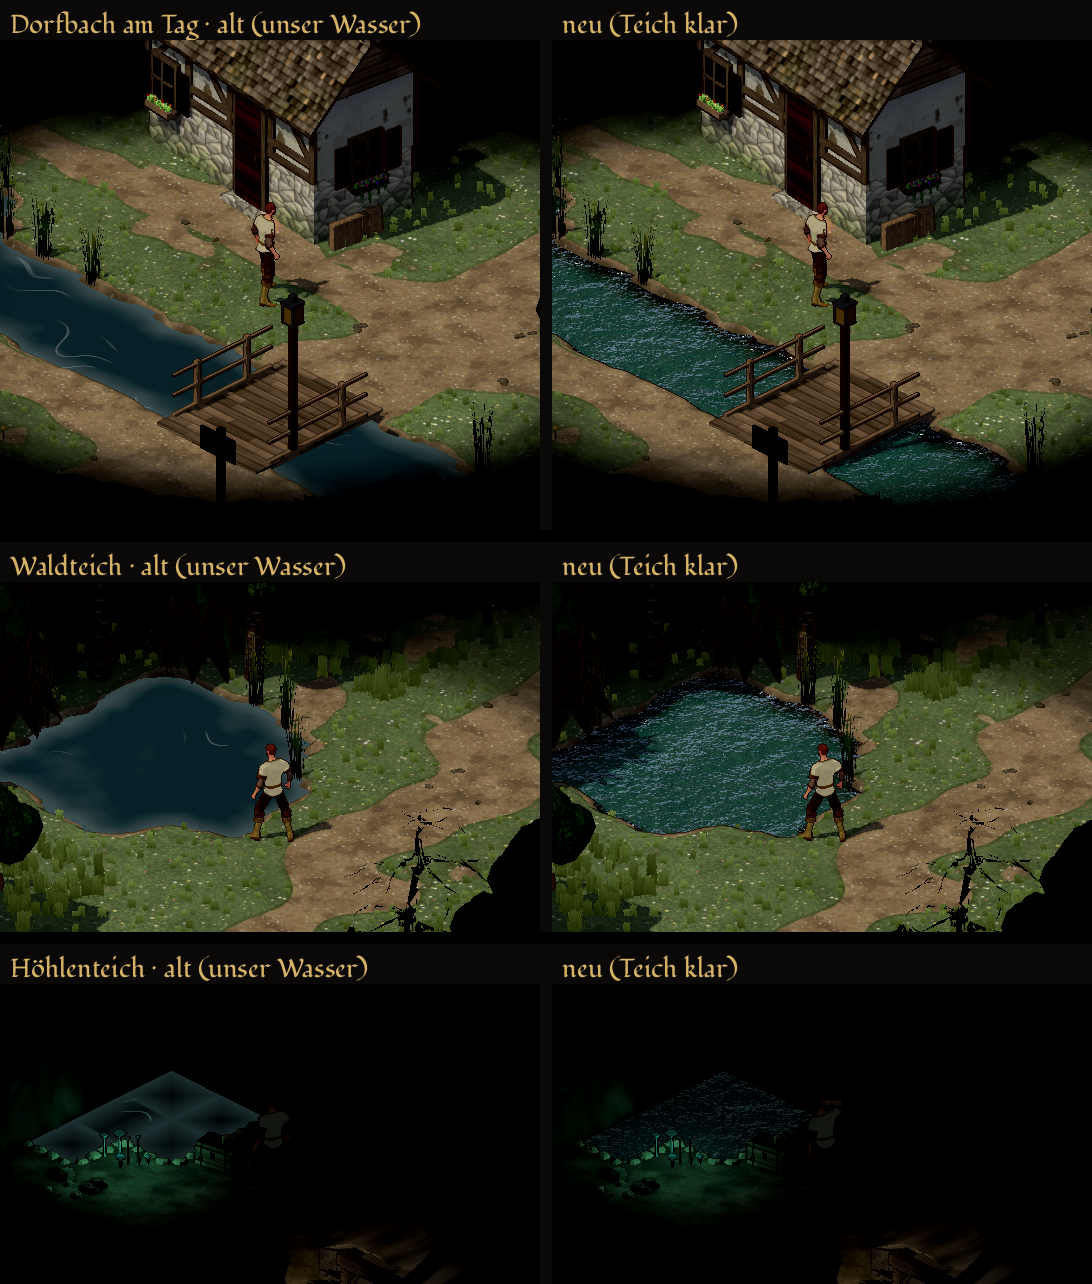 Dorfbach am Tag · alt (unser Wasser)
neu (Teich klar)
Waldteich · alt (unser Wasser)
neu (Teich klar)
Höhlenteich · alt (unser Wasser)
neu (Teich klar)